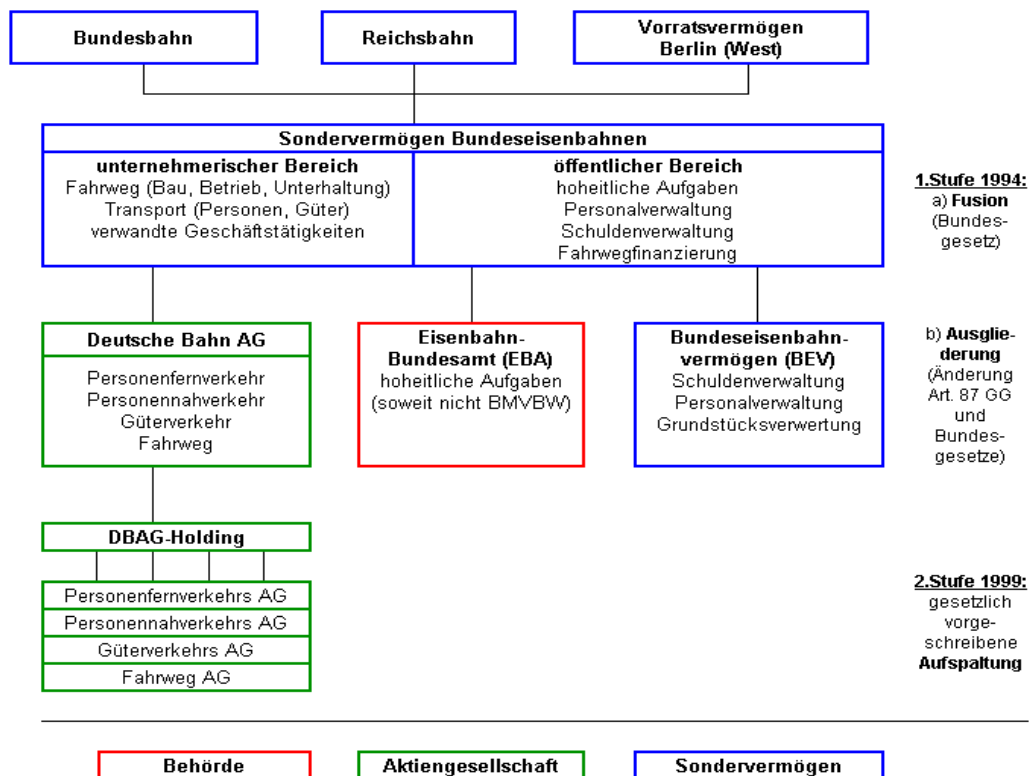 Bundesbahn
Reichsbahn
Vorratsvermögen
Berlin (West)
Sondervermögen Bundeseisenbahnen
unternehmerischer Bereich
Fahrweg (Bau, Betrieb, Unterhaltung)
Transport (Personen, Güter)
verwandte Geschäftstätigkeiten
öffentlicher Bereich
hoheitliche Aufgaben
Personalverwaltung
Schuldenverwaltung
Fahrwegfinanzierung
1.Stufe 1994:
a) Fusion
(Bundes-
gesetz)
Deutsche Bahn AG
Personenfernverkehr
Personennahverkehr
Güterverkehr
Fahrweg
Eisenbahn-
Bundesamt (EBA)
hoheitliche Aufgaben
(soweit nicht BMVBW)
Bundeseisenbahn-
vermögen (BEV)
Schuldenverwaltung
Personalverwaltung
Grundstücksverwertung
b) Ausglie-
derung
(Änderung
Art. 87 GG
und
Bundes-
gesetze)
DBAG-Holding
Personenfernverkehrs AG
Personennahverkehrs AG
Güterverkehrs AG
Fahrweg AG
2.Stufe 1999:
gesetzlich
vorge-
schreibene
Aufspaltung
Behörde
Aktiengesellschaft
Sondervermögen